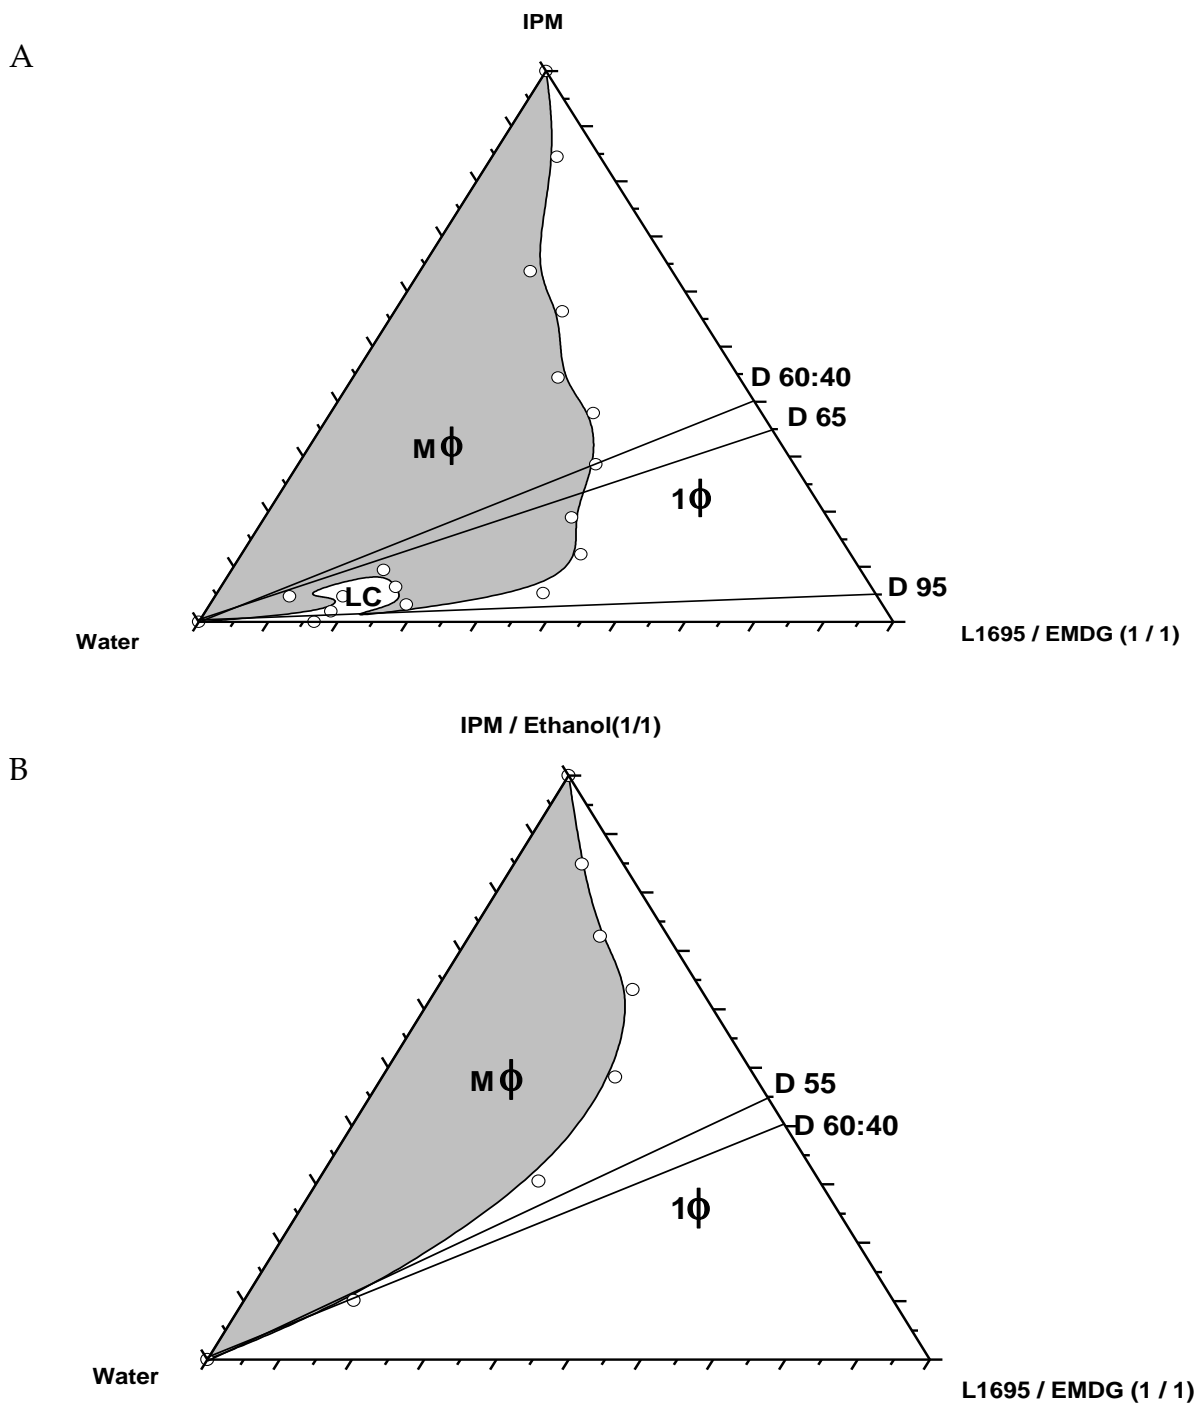 IPM
A
D 60:40
D 65
Mϕ
1ϕ
D 95
LC
Water
L1695 / EMDG (1 / 1)
IPM / Ethanol(1/1)
B
Mϕ
D 55
D 60:40
1ϕ
Water
L1695 / EMDG (1 / 1)